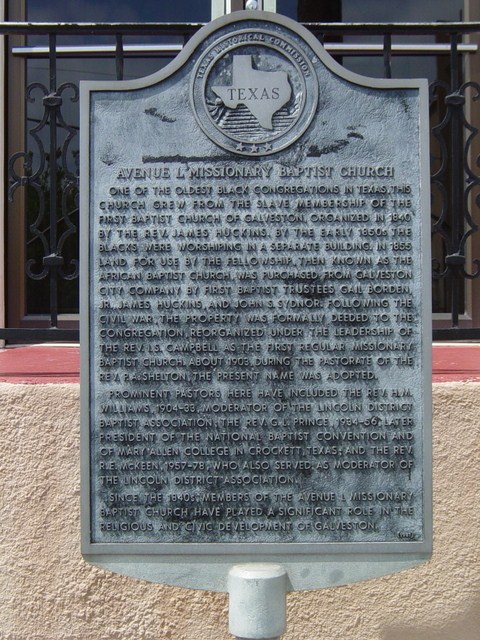 TEXAS HISTORICAL COMMISSION
TEXAS
AVENUE L MISSIONARY BAPTIST CHURCH
ONE OF THE OLDEST BLACK CONGREGATIONS IN TEXAS, THIS
CHURCH GREW FROM THE SLAVE MEMBERSHIP OF THE
FIRST BAPTIST CHURCH OF GALVESTON, ORGANIZED IN 1840
BY THE REV. JAMES HUCKINS. BY THE EARLY 1850s THE
BLACKS WERE WORSHIPING IN A SEPARATE BUILDING. IN 1855
LAND FOR USE BY THE FELLOWSHIP, THEN KNOWN AS THE
AFRICAN BAPTIST CHURCH, WAS PURCHASED FROM GALVESTON
CITY COMPANY BY FIRST BAPTIST TRUSTEES GAIL BORDEN,
JR., JAMES HUCKINS, AND JOHN S. SYDNOR. FOLLOWING THE
CIVIL WAR, THE PROPERTY WAS FORMALLY DEEDED TO THE
CONGREGATION, REORGANIZED UNDER THE LEADERSHIP OF
THE REV. I.S. CAMPBELL AS THE FIRST REGULAR MISSIONARY
BAPTIST CHURCH. ABOUT 1903, DURING THE PASTORATE OF THE
REV. P.A. SHELTON, THE PRESENT NAME WAS ADOPTED.
PROMINENT PASTORS HERE HAVE INCLUDED THE REV. H.M.
WILLIAMS, 1904-33, MODERATOR OF THE LINCOLN DISTRICT
BAPTIST ASSOCIATION; THE REV. G.L. PRINCE, 1934-56, LATER
PRESIDENT OF THE NATIONAL BAPTIST CONVENTION AND
OF MARY ALLEN COLLEGE IN CROCKETT, TEXAS; AND THE REV.
R.E. McKEEN, 1957-78, WHO ALSO SERVED AS MODERATOR OF
THE LINCOLN DISTRICT ASSOCIATION.
SINCE THE 1840s, MEMBERS OF THE AVENUE L MISSIONARY
BAPTIST CHURCH HAVE PLAYED A SIGNIFICANT ROLE IN THE
RELIGIOUS AND CIVIC DEVELOPMENT OF GALVESTON.